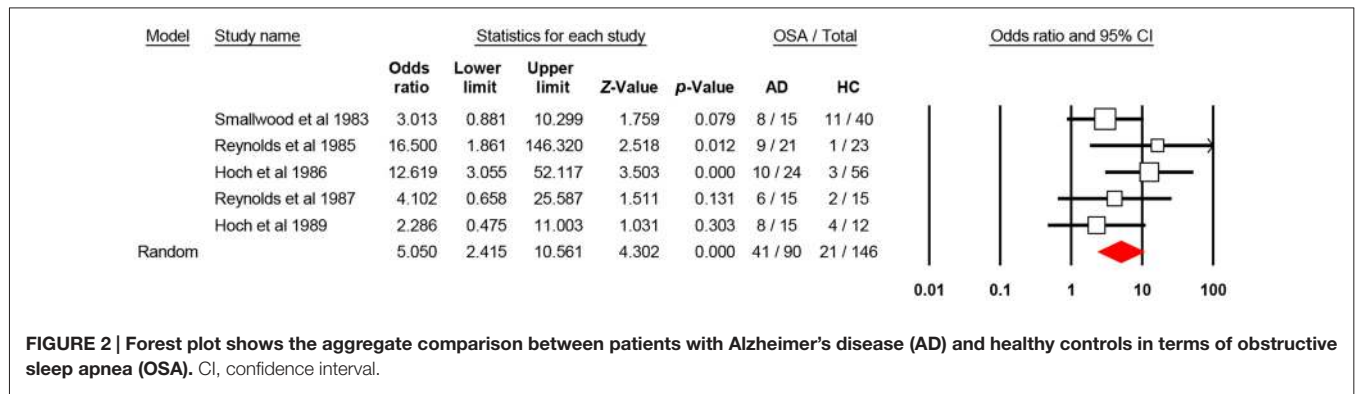 Model Study name Statistics for each study OSA / Total Odds ratio and 95% CI
Odds ratio Lower limit Upper limit Z-Value p-Value AD HC
Smallwood et al 1983 3.013 0.881 10.299 1.759 0.079 8 / 15 11 / 40
Reynolds et al 1985 16.500 1.861 146.320 2.518 0.012 9 / 21 1 / 23
Hoch et al 1986 12.619 3.055 52.117 3.503 0.000 10 / 24 3 / 56
Reynolds et al 1987 4.102 0.658 25.587 1.511 0.131 6 / 15 2 / 15
Hoch et al 1989 2.286 0.475 11.003 1.031 0.303 8 / 15 4 / 12
Random 5.050 2.415 10.561 4.302 0.000 41 / 90 21 / 146
0.01 0.1 1 10 100
FIGURE 2 | Forest plot shows the aggregate comparison between patients with Alzheimer’s disease (AD) and healthy controls in terms of obstructive
sleep apnea (OSA). CI, confidence interval.